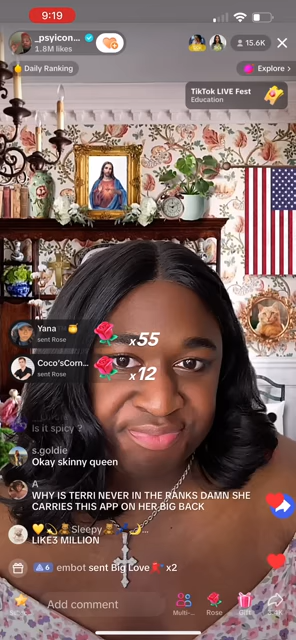 9:19
_psyicon...
1.8M likes
15.6K
Daily Ranking
Explore >
TikTok LIVE Fest
Education
Yana
sent Rose
x55
Coco'sCorn...
sent Rose
x12
is it spicy ?
s.goldie
Okay skinny queen
A
WHY IS TERRI NEVER IN THE RANKS DAMN SHE
CARRIES THIS APP ON HER BIG BACK
Sleepy
LIKE3 MILLION
6 embot sent Big Love x2
Add comment
Multi-...
Rose
Gift